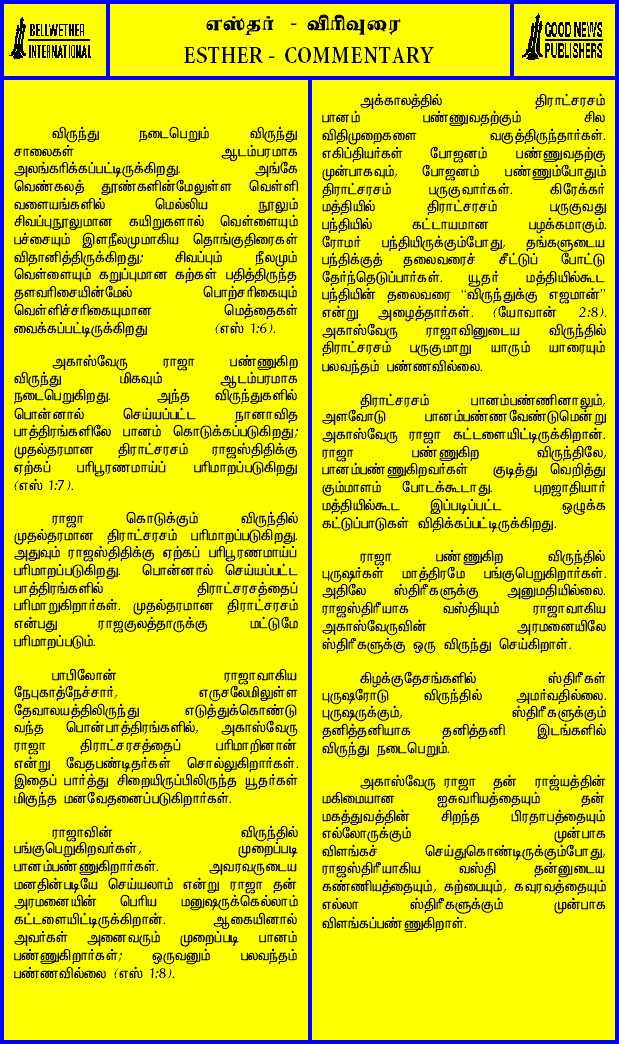 BELLWETHER
INTERNATIONAL
எஸ்தர் - விரிவுரை
ESTHER - COMMENTARY
GOOD NEWS
PUBLISHERS
விருந்து நடைபெறும் விருந்து
சாலைகள் ஆடம்பரமாக
அலங்கரிக்கப்பட்டிருக்கிறது. அங்கே
வெண்கலத் தூண்களின்மேலுள்ள வெள்ளி
வளையங்களில் மெல்லிய நூலும்
சிவப்புநூலுமான கயிறுகளால் வெள்ளையும்
பச்சையும் இளநீலமுமாகிய தொங்குதிரைகள்
விதானித்திருக்கிறது; சிவப்பும் நீலமும்
வெள்ளையும் கறுப்புமான கற்கள் பதித்திருந்த
தளவரிசையின்மேல் பொற்சரிகையும்
வெள்ளிச்சரிகையுமான மெத்தைகள்
வைக்கப்பட்டிருக்கிறது (எஸ் 1:6).
அகாஸ்வேரு ராஜா பண்ணுகிற
விருந்து மிகவும் ஆடம்பரமாக
நடைபெறுகிறது. அந்த விருந்துகளில்
பொன்னால் செய்யப்பட்ட நானாவித
பாத்திரங்களிலே பானம் கொடுக்கப்படுகிறது;
முதல்தரமான திராட்சரசம் ராஜஸ்திதிக்கு
ஏற்கப் பரிபூரணமாய்ப் பரிமாறப்படுகிறது
(எஸ் 1:7).
ராஜா கொடுக்கும் விருந்தில்
முதல்தரமான திராட்சரசம் பரிமாறப்படுகிறது.
அதுவும் ராஜஸ்திதிக்கு ஏற்கப் பரிபூரணமாய்ப்
பரிமாறப்படுகிறது. பொன்னால் செய்யப்பட்ட
பாத்திரங்களில் திராட்சரசத்தைப்
பரிமாறுகிறார்கள். முதல்தரமான திராட்சரசம்
என்பது ராஜகுலத்தாருக்கு மட்டுமே
பரிமாறப்படும்.
பாபிலோன் ராஜாவாகிய
நேபுகாத்நேச்சார், எருசலேமிலுள்ள
தேவாலயத்திலிருந்து எடுத்துக்கொண்டு
வந்த பொன்பாத்திரங்களில், அகாஸ்வேரு
ராஜா திராட்சரசத்தைப் பரிமாறினான்
என்று வேதபண்டிதர்கள் சொல்லுகிறார்கள்.
இதைப் பார்த்து சிறையிருப்பிலிருந்த யூதர்கள்
மிகுந்த மனவேதனைப்படுகிறார்கள்.
ராஜாவின் விருந்தில்
பங்குபெறுகிறவர்கள், முறைப்படி
பானம்பண்ணுகிறார்கள். அவரவருடைய
மனதின்படியே செய்யலாம் என்று ராஜா தன்
அரமனையின் பெரிய மனுஷருக்கெல்லாம்
கட்டளையிட்டிருக்கிறான். ஆகையினால்
அவர்கள் அனைவரும் முறைப்படி பானம்
பண்ணுகிறார்கள்; ஒருவனும் பலவந்தம்
பண்ணவில்லை (எஸ் 1:8).
அக்காலத்தில் திராட்சரசம்
பானம் பண்ணுவதற்கும் சில
விதிமுறைகளை வகுத்திருந்தார்கள்.
எகிப்தியர்கள் போஜனம் பண்ணுவதற்கு
முன்பாகவும், போஜனம் பண்ணும்போதும்
திராட்சரசம் பருகுவார்கள். கிரேக்கர்
மத்தியில் திராட்சரசம் பருகுவது
பந்தியில் கட்டாயமான பழக்கமாகும்.
ரோமர் பந்தியிருக்கும்போது, தங்களுடைய
பந்திக்குத் தலைவரைச் சீட்டுப் போட்டு
தேர்ந்தெடுப்பார்கள். யூதர் மத்தியில்கூட
பந்தியின் தலைவரை “விருந்துக்கு எஜமான்”
என்று அழைத்தார்கள். (யோவான் 2:8).
அகாஸ்வேரு ராஜாவினுடைய விருந்தில்
திராட்சரசம் பருகுமாறு யாரும் யாரையும்
பலவந்தம் பண்ணவில்லை.
திராட்சரசம் பானம்பண்ணினாலும்,
அளவோடு பானம்பண்ணவேண்டுமென்று
அகாஸ்வேரு ராஜா கட்டளையிட்டிருக்கிறான்.
ராஜா பண்ணுகிற விருந்திலே,
பானம்பண்ணுகிறவர்கள் குடித்து வெறித்து
கும்மாளம் போடக்கூடாது. புறஜாதியார்
மத்தியில்கூட இப்படிப்பட்ட ஒழுக்க
கட்டுப்பாடுகள் விதிக்கப்பட்டிருக்கிறது.
ராஜா பண்ணுகிற விருந்தில்
புருஷர்கள் மாத்திரமே பங்குபெறுகிறார்கள்.
அதிலே ஸ்திரீகளுக்கு அனுமதியில்லை.
ராஜஸ்திரீயாக வஸ்தியும் ராஜாவாகிய
அகாஸ்வேருவின் அரமனையிலே
ஸ்திரீகளுக்கு ஒரு விருந்து செய்கிறாள்.
கிழக்குதேசங்களில் ஸ்திரீகள்
புருஷரோடு விருந்தில் அமர்வதில்லை.
புருஷருக்கும், ஸ்திரீகளுக்கும்
தனித்தனியாக தனித்தனி இடங்களில்
விருந்து நடைபெறும்.
அகாஸ்வேரு ராஜா தன் ராஜ்யத்தின்
மகிமையான ஐசுவரியத்தையும் தன்
மகத்துவத்தின் சிறந்த பிரதாபத்தையும்
எல்லோருக்கும் முன்பாக
விளங்கச் செய்துகொண்டிருக்கும்போது,
ராஜஸ்திரீயாகிய வஸ்தி தன்னுடைய
கண்ணியத்தையும், கற்பையும், கவுரவத்தையும்
எல்லா ஸ்திரீகளுக்கும் முன்பாக
விளங்கப்பண்ணுகிறாள்.